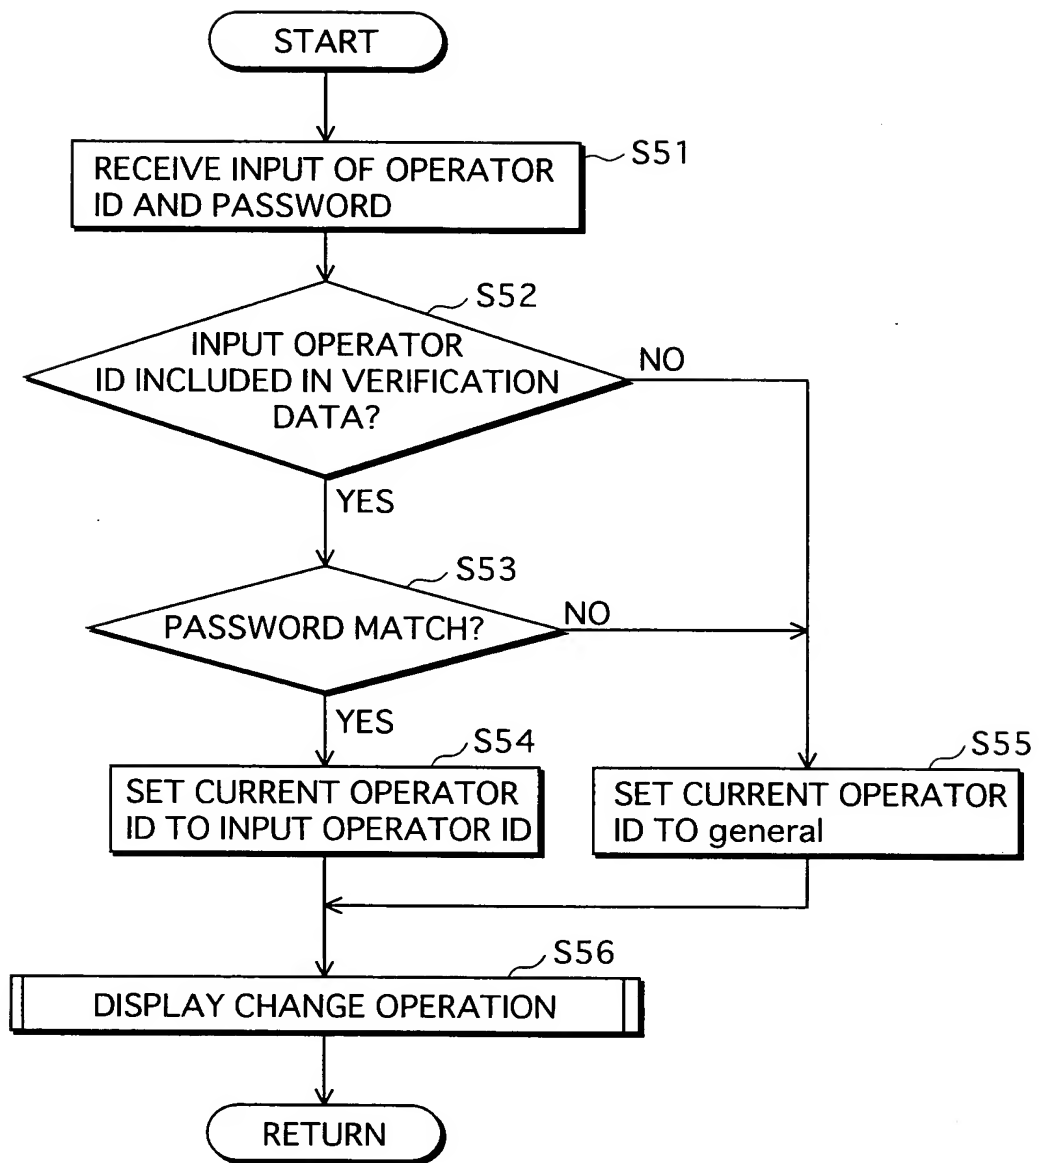 START
RECEIVE INPUT OF OPERATOR
ID AND PASSWORD
S51
S52
INPUT OPERATOR
ID INCLUDED IN VERIFICATION
DATA?
NO
YES
S53
PASSWORD MATCH?
NO
YES
S54
SET CURRENT OPERATOR
ID TO INPUT OPERATOR ID
S55
SET CURRENT OPERATOR
ID TO general
S56
DISPLAY CHANGE OPERATION
RETURN